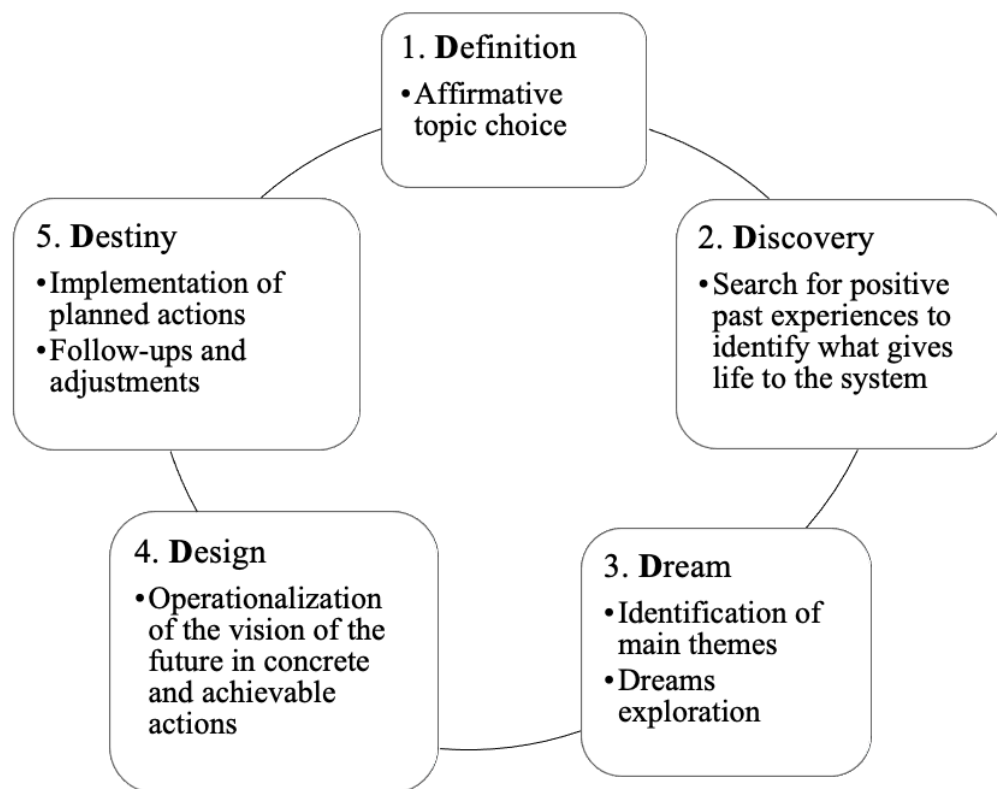 1. Definition
•Affirmative
topic choice
2. Discovery
•Search for positive
past experiences to
identify what gives
life to the system
3. Dream
•Identification of
main themes
•Dreams
exploration
4. Design
•Operationalization
of the vision of the
future in concrete
and achievable
actions
5. Destiny
•Implementation of
planned actions
•Follow-ups and
adjustments